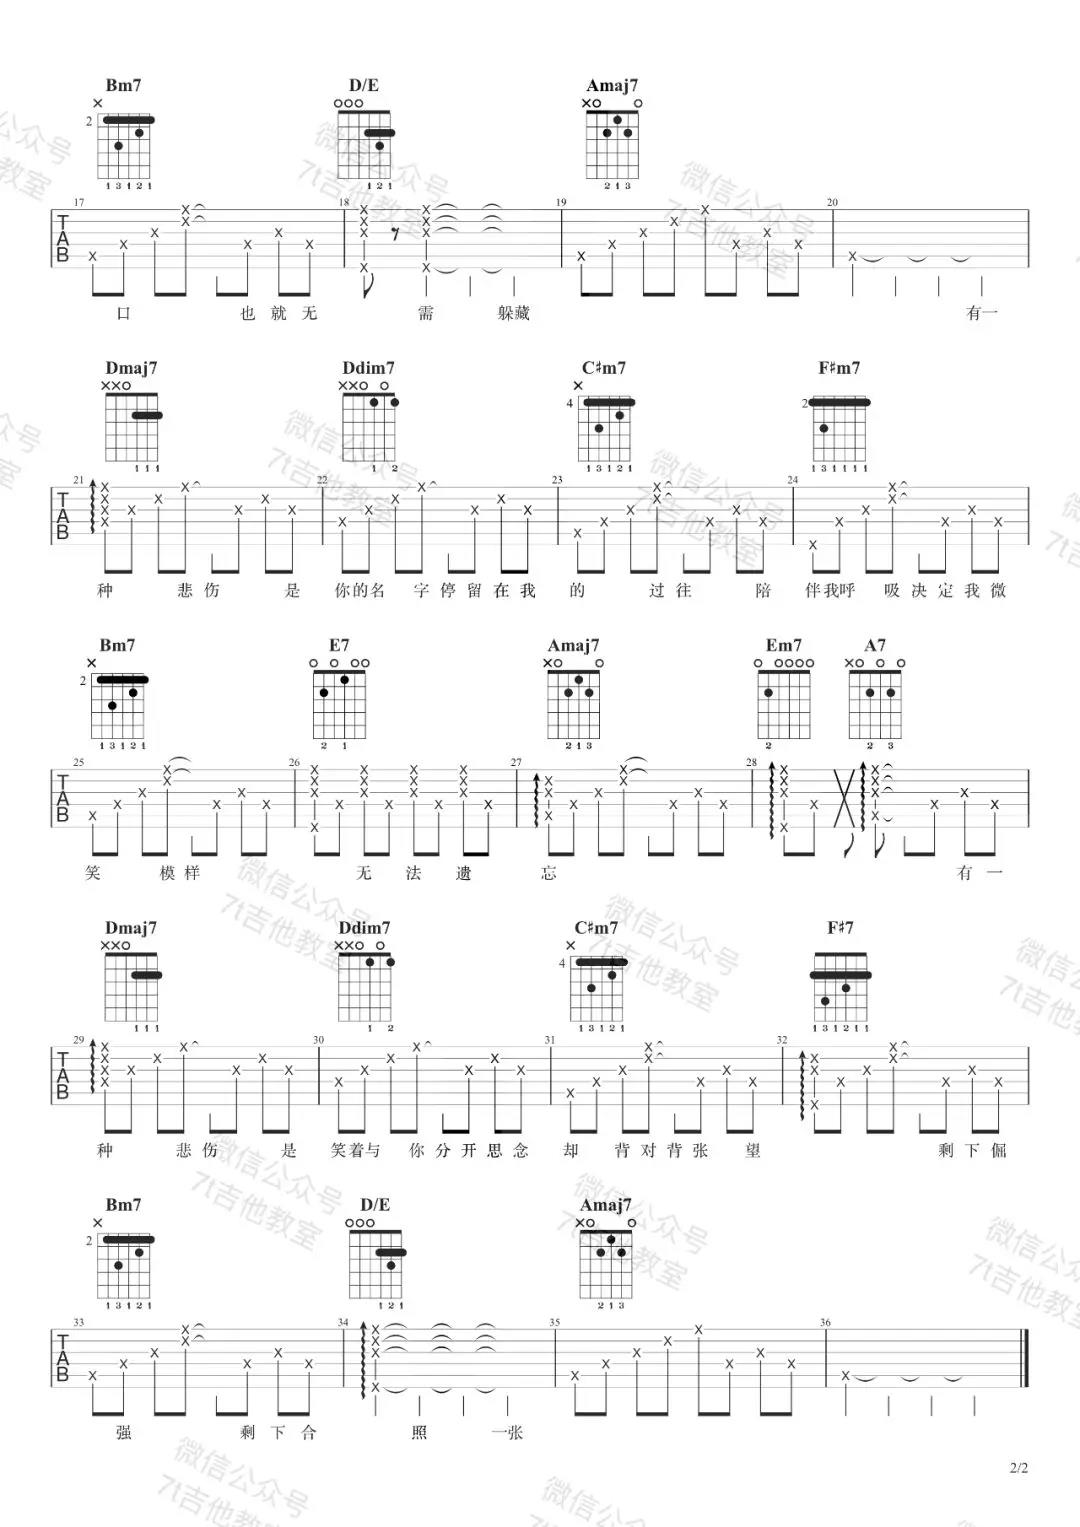 Bm7 D/E Amaj7
2
1 3 1 2 1 1 2 1 2 1 3
17 18 19 20
TAB
口 也 就 无 需 躲藏 有一
Dmaj7 Ddim7 C♯m7 F♯m7
4 2
1 1 1 1 2 1 3 1 2 1 1 3 1 1 1 1
21 22 23 24
TAB
种 悲 伤 是 你的名 字 停 留 在 我 的 过 往 陪 伴我呼 吸 决 定 我 微
Bm7 E7 Amaj7 Em7 A7
2
1 3 1 2 1 2 1 2 1 3 2 2 3
25 26 27 28
TAB
笑 模 样 无 法 遗 忘 有 一
Dmaj7 Ddim7 C♯m7 F♯7
4
1 1 1 1 2 1 3 1 2 1 1 3 1 2 1 1
29 30 31 32
TAB
种 悲 伤 是 笑着与 你 分 开 思 念 却 背 对 背 张 望 剩 下 倔
Bm7 D/E Amaj7
2
1 3 1 2 1 1 2 1 2 1 3
33 34 35 36
TAB
强 剩 下 合 照 一张
2/2
微信公众号
7t吉他教室